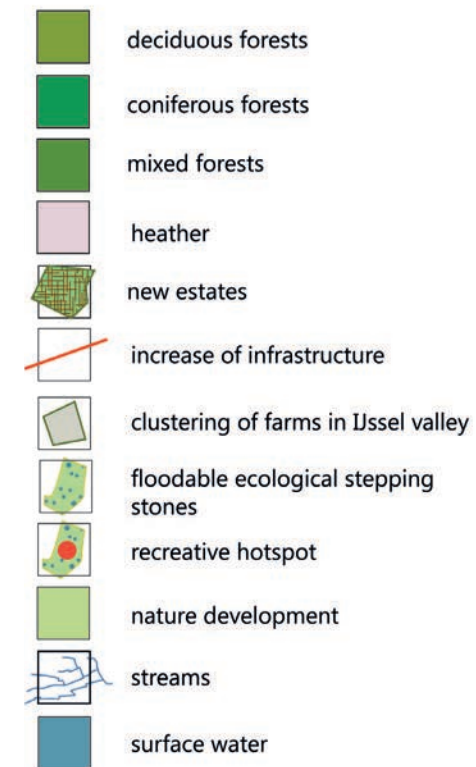 deciduous forests
coniferous forests
mixed forests
heather
new estates
increase of infrastructure
clustering of farms in IJssel valley
floodable ecological stepping
stones
recreative hotspot
nature development
streams
surface water